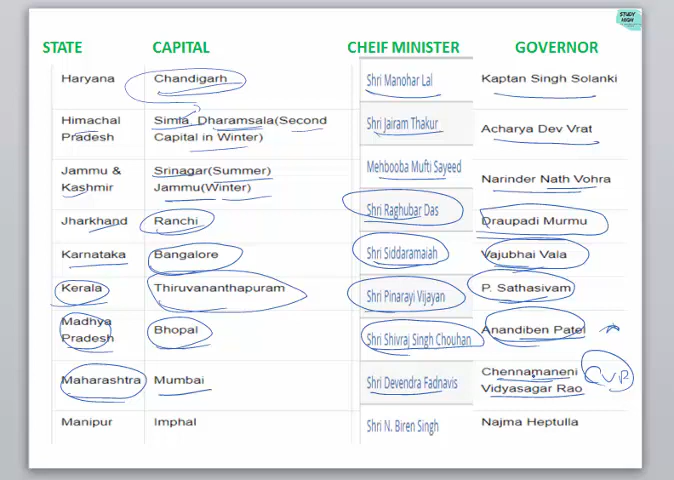 STUDY
HIGH
STATE CAPITAL CHEIF MINISTER GOVERNOR
Haryana Chandigarh Shri Manohar Lal Kaptan Singh Solanki
Himachal Simla, Dharamsala(Second Shri Jairam Thakur Acharya Dev Vrat
Pradesh Capital in Winter)
Jammu & Srinagar(Summer) Mehbooba Mufti Sayeed Narinder Nath Vohra
Kashmir Jammu(Winter)
Jharkhand Ranchi Shri Raghubar Das Draupadi Murmu
Karnataka Bangalore Shri Siddaramaiah Vajubhai Vala
Kerala Thiruvananthapuram Shri Pinarayi Vijayan P. Sathasivam
Madhya Bhopal Shri Shivraj Singh Chouhan Anandiben Patel
Pradesh
Maharashtra Mumbai Shri Devendra Fadnavis Chennamaneni
Vidyasagar Rao
Manipur Imphal Shri N. Biren Singh Najma Heptulla